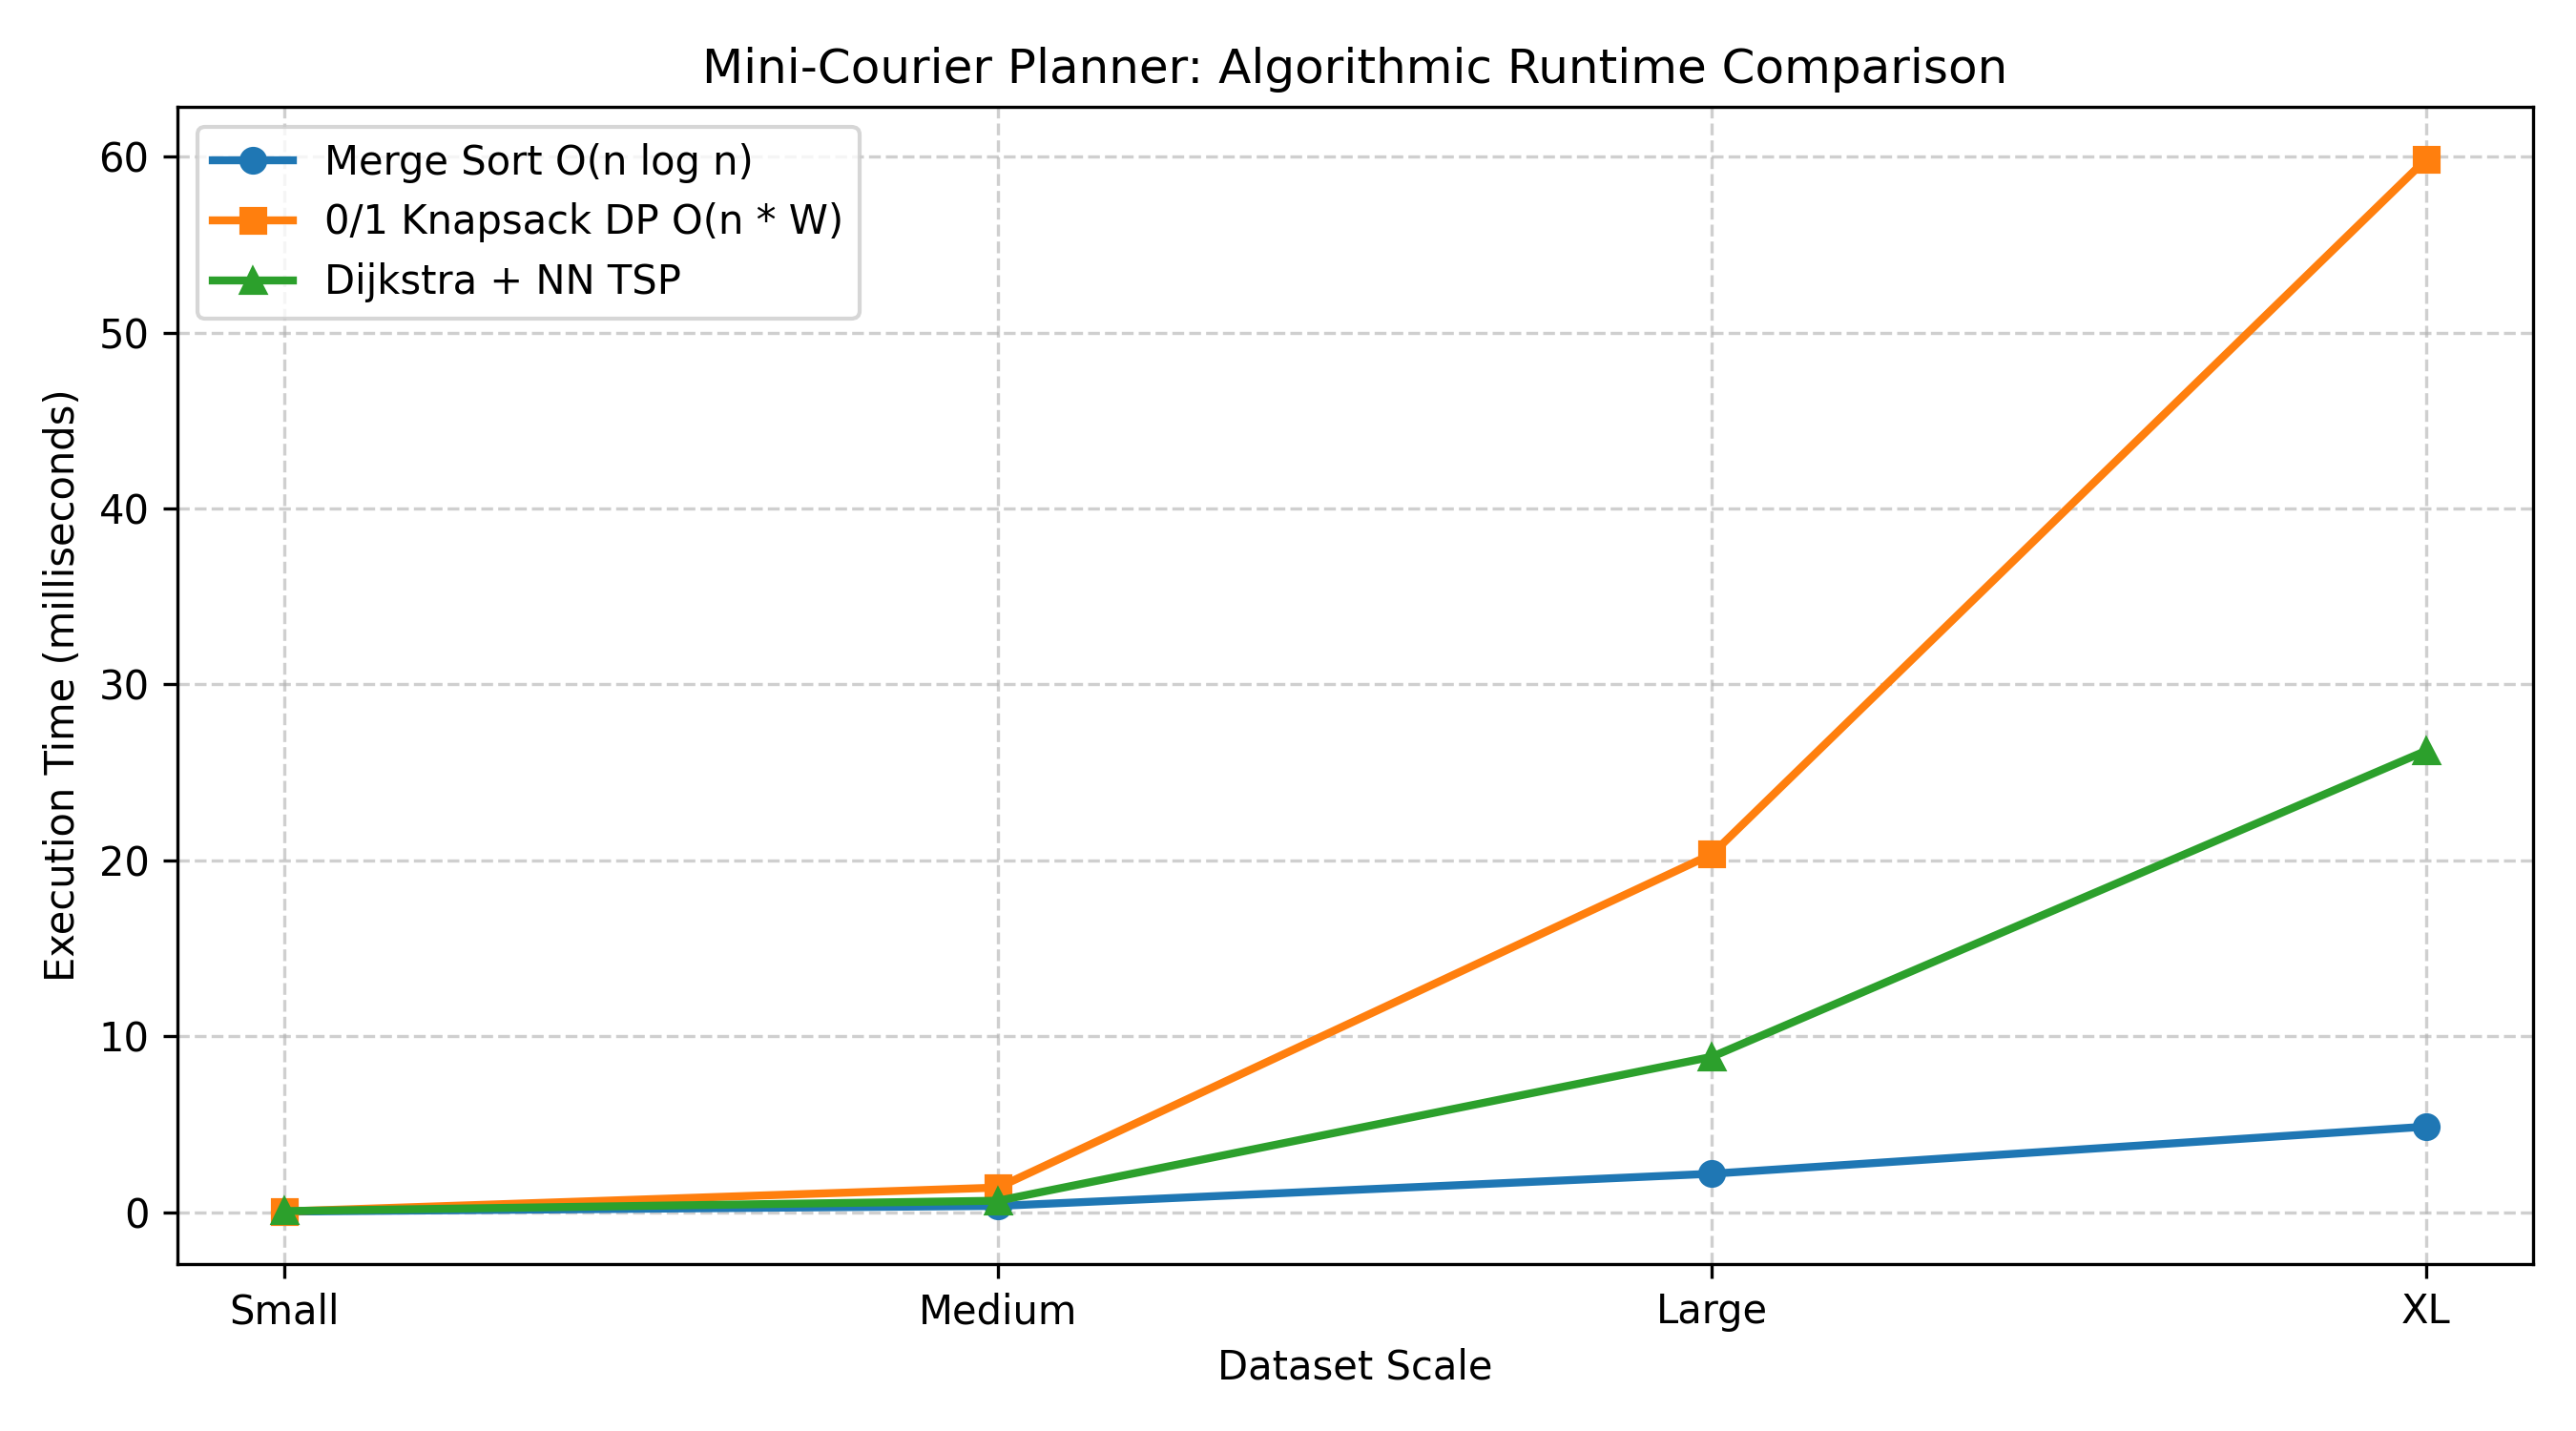 Mini-Courier Planner: Algorithmic Runtime Comparison
Merge Sort O(n log n)
0/1 Knapsack DP O(n * W)
Dijkstra + NN TSP
Execution Time (milliseconds)
60
50
40
30
20
10
0
Small
Medium
Large
XL
Dataset Scale